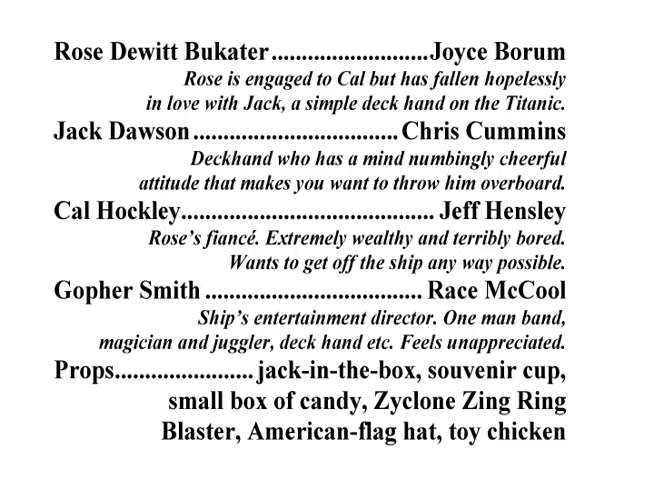 Rose Dewitt Bukater..........................Joyce Borum
Rose is engaged to Cal but has fallen hopelessly
in love with Jack, a simple deck hand on the Titanic.
Jack Dawson..................................Chris Cummins
Deckhand who has a mind numbingly cheerful
attitude that makes you want to throw him overboard.
Cal Hockley.......................................... Jeff Hensley
Rose’s fiancé. Extremely wealthy and terribly bored.
Wants to get off the ship any way possible.
Gopher Smith .................................... Race McCool
Ship’s entertainment director. One man band,
magician and juggler, deck hand etc. Feels unappreciated.
Props.......................jack-in-the-box, souvenir cup,
small box of candy, Zyclone Zing Ring
Blaster, American-flag hat, toy chicken